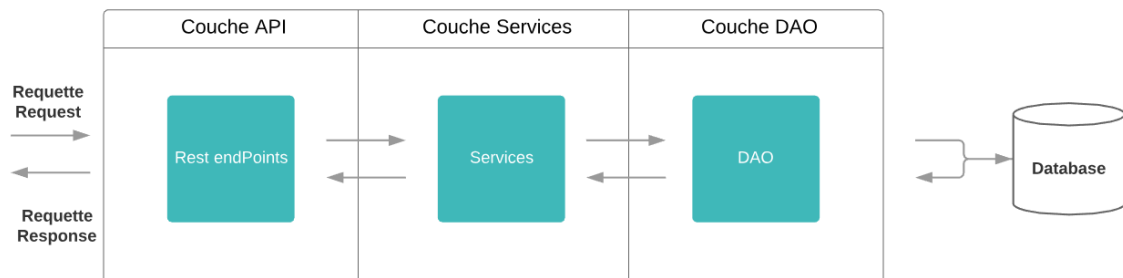 Couche API
Couche Services
Couche DAO
Requette
Request
Rest endPoints
Services
DAO
Database
Requette
Response